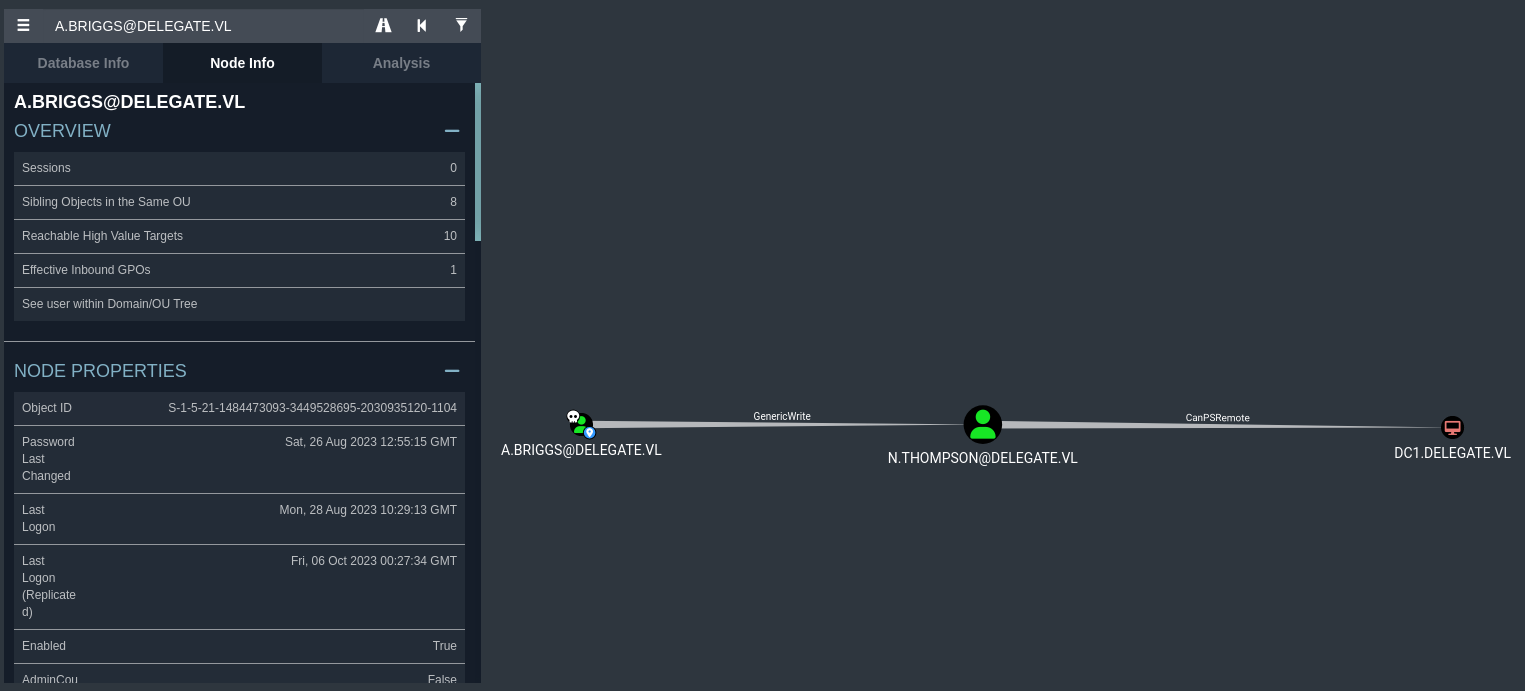 A.BRIGGS@DELEGATE.VL
Database Info Node Info Analysis
A.BRIGGS@DELEGATE.VL
OVERVIEW
Sessions 0
Sibling Objects in the Same OU 8
Reachable High Value Targets 10
Effective Inbound GPOs 1
See user within Domain/OU Tree
NODE PROPERTIES
Object ID S-1-5-21-1484473093-3449528695-2030935120-1104
Password Sat, 26 Aug 2023 12:55:15 GMT
Last
Changed
Last Mon, 28 Aug 2023 10:29:13 GMT
Logon
Last Fri, 06 Oct 2023 00:27:34 GMT
Logon
(Replicate
d)
Enabled True
AdminCou False
GenericWrite
CanPSRemote
A.BRIGGS@DELEGATE.VL
N.THOMPSON@DELEGATE.VL
DC1.DELEGATE.VL